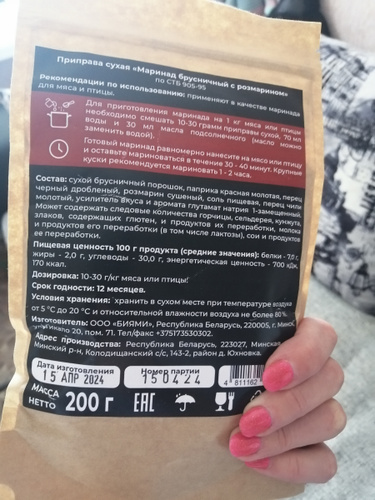 Приправа сухая «Маринад брусничный с розмарином»
по СТБ 905-95
Рекомендации по использованию: применяют в качестве маринада
для мяса и птицы.
Для приготовления маринада на 1 кг мяса или птицы
необходимо смешать 10-30 грамм приправы сухой, 70 мл
воды и 30 мл масла подсолнечного (масло можно
заменить водой).
Готовый маринад равномерно нанести на мясо или птицу
и оставьте мариноваться в течение 30 - 40 минут. Крупные
куски рекомендуется мариновать 1 - 2 часа.
Состав: сухой брусничный порошок, паприка красная молотая, перец
черный дробленый, розмарин сушеный, соль пищевая, перец чили
молотый, усилитель вкуса и аромата глутамат натрия 1-замещенный.
Может содержать следовые количества горчицы, сельдерея, кунжута,
злаков, содержащих глютен, и продуктов их переработки, молока
и продуктов его переработки (в том числе лактозы), сои и продуктов
ее переработки.
Пищевая ценность 100 г продукта (средние значения): белки - 7,0 г,
жиры - 2,0 г, углеводы - 30,0 г, энергетическая ценность - 700 кДж,
170 ккал.
Дозировка: 10-30 г/кг мяса или птицы.
Срок годности: 12 месяцев.
Условия хранения: хранить в сухом месте при температуре воздуха
от 5 °С до 20 °С и относительной влажности воздуха не более 80%.
Изготовитель: ООО «БИЯМИ», Республика Беларусь, 220005, г. Минск,
20, пом. 71. Тел/факс +375173530302.
Адрес производства: Республика Беларусь, 223027, Минская
Минский р-н, Колодищанский с/с, 143-2, район д. Юхновка.
Дата изготовления
15 АПР 2024
Номер партии
150424
4 811162
МАССА
НЕТТО
200 г
EAC